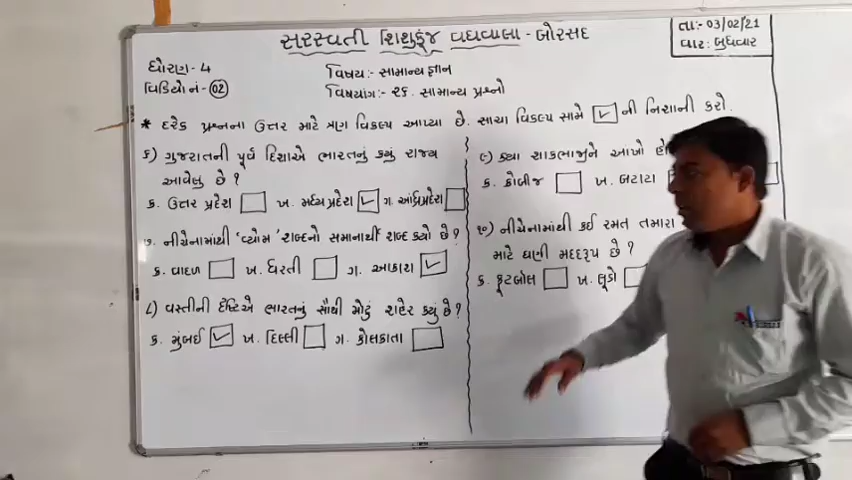 સરસ્વતી શિશુકુંજ વઘવાલા - બોરસદ
તા:- 03/02/21
વાર: બુધવાર
ધોરણ - ૪
વિષય:- સામાન્ય જ્ઞાન
વિડિયો નં - 02
વિષયાંગ:- ૨૬. સામાન્ય પ્રશ્નો
* દરેક પ્રશ્નના ઉત્તર માટે ત્રણ વિકલ્પ આપ્યા છે. સાચા વિકલ્પ સામે ✓ ની નિશાની કરો.
૬) ગુજરાતની પૂર્વ દિશાએ ભારતનું કયું રાજ્ય
આવેલું છે ?
ક. ઉત્તર પ્રદેશ ખ. મધ્યપ્રદેશ ✓ ગ. આંધ્રપ્રદેશ
૭. નીચેનામાંથી 'વ્યોમ' શબ્દનો સમાનાર્થી શબ્દ કયો છે ?
ક. વાદળ ખ. ધરતી ગ. આકાશ ✓
૮) વસ્તીની દૃષ્ટિએ ભારતનું સૌથી મોટું શહેર કયું છે ?
ક. મુંબઈ ✓ ખ. દિલ્લી ગ. કોલકાતા
૯) કયા શાકભાજીને આખો
ક. કોબીજ ખ. બટાટા
૧૦) નીચેનામાંથી કઈ રમત તમારા
માટે ઘણી મદદરૂપ છે ?
ક. ફૂટબોલ ખ. લૂડો